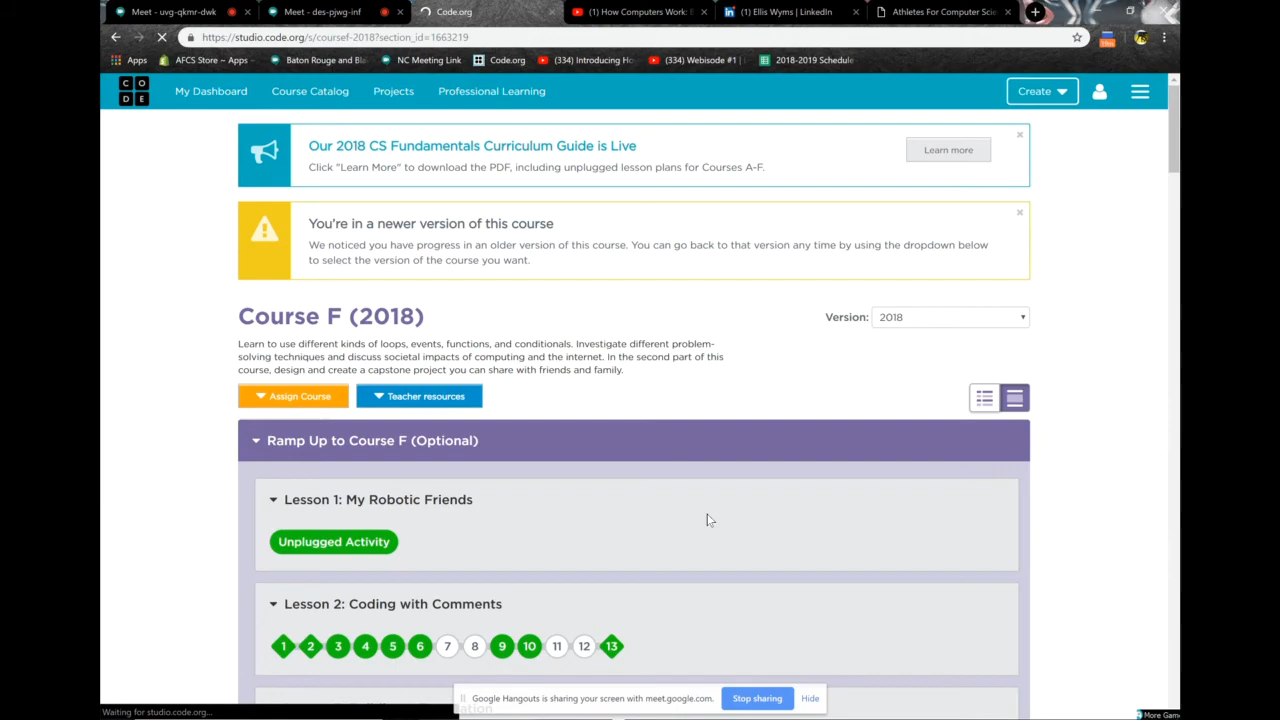 Meet - uvg-qkmr-dwk
Meet - des-pjwg-inf
Code.org
(1) How Computers Work: B
(1) Ellis Wyms | LinkedIn
Athletes For Computer Scie
https://studio.code.org/s/coursef-2018?section_id=1663219
Apps
AFCS Store ~ Apps -
Baton Rouge and Bla
NC Meeting Link
Code.org
(334) Introducing Ho
(334) Webisode #1 |
2018-2019 Schedule
CODE
My Dashboard
Course Catalog
Projects
Professional Learning
Create
Our 2018 CS Fundamentals Curriculum Guide is Live
Click "Learn More" to download the PDF, including unplugged lesson plans for Courses A-F.
Learn more
You're in a newer version of this course
We noticed you have progress in an older version of this course. You can go back to that version any time by using the dropdown below
to select the version of the course you want.
Course F (2018)
Version: 2018
Learn to use different kinds of loops, events, functions, and conditionals. Investigate different problem-
solving techniques and discuss societal impacts of computing and the internet. In the second part of this
course, design and create a capstone project you can share with friends and family.
Assign Course
Teacher resources
Ramp Up to Course F (Optional)
Lesson 1: My Robotic Friends
Unplugged Activity
Lesson 2: Coding with Comments
1 2 3 4 5 6 7 8 9 10 11 12 13
Google Hangouts is sharing your screen with meet.google.com.
Stop sharing
Hide
Waiting for studio.code.org...
More Gam